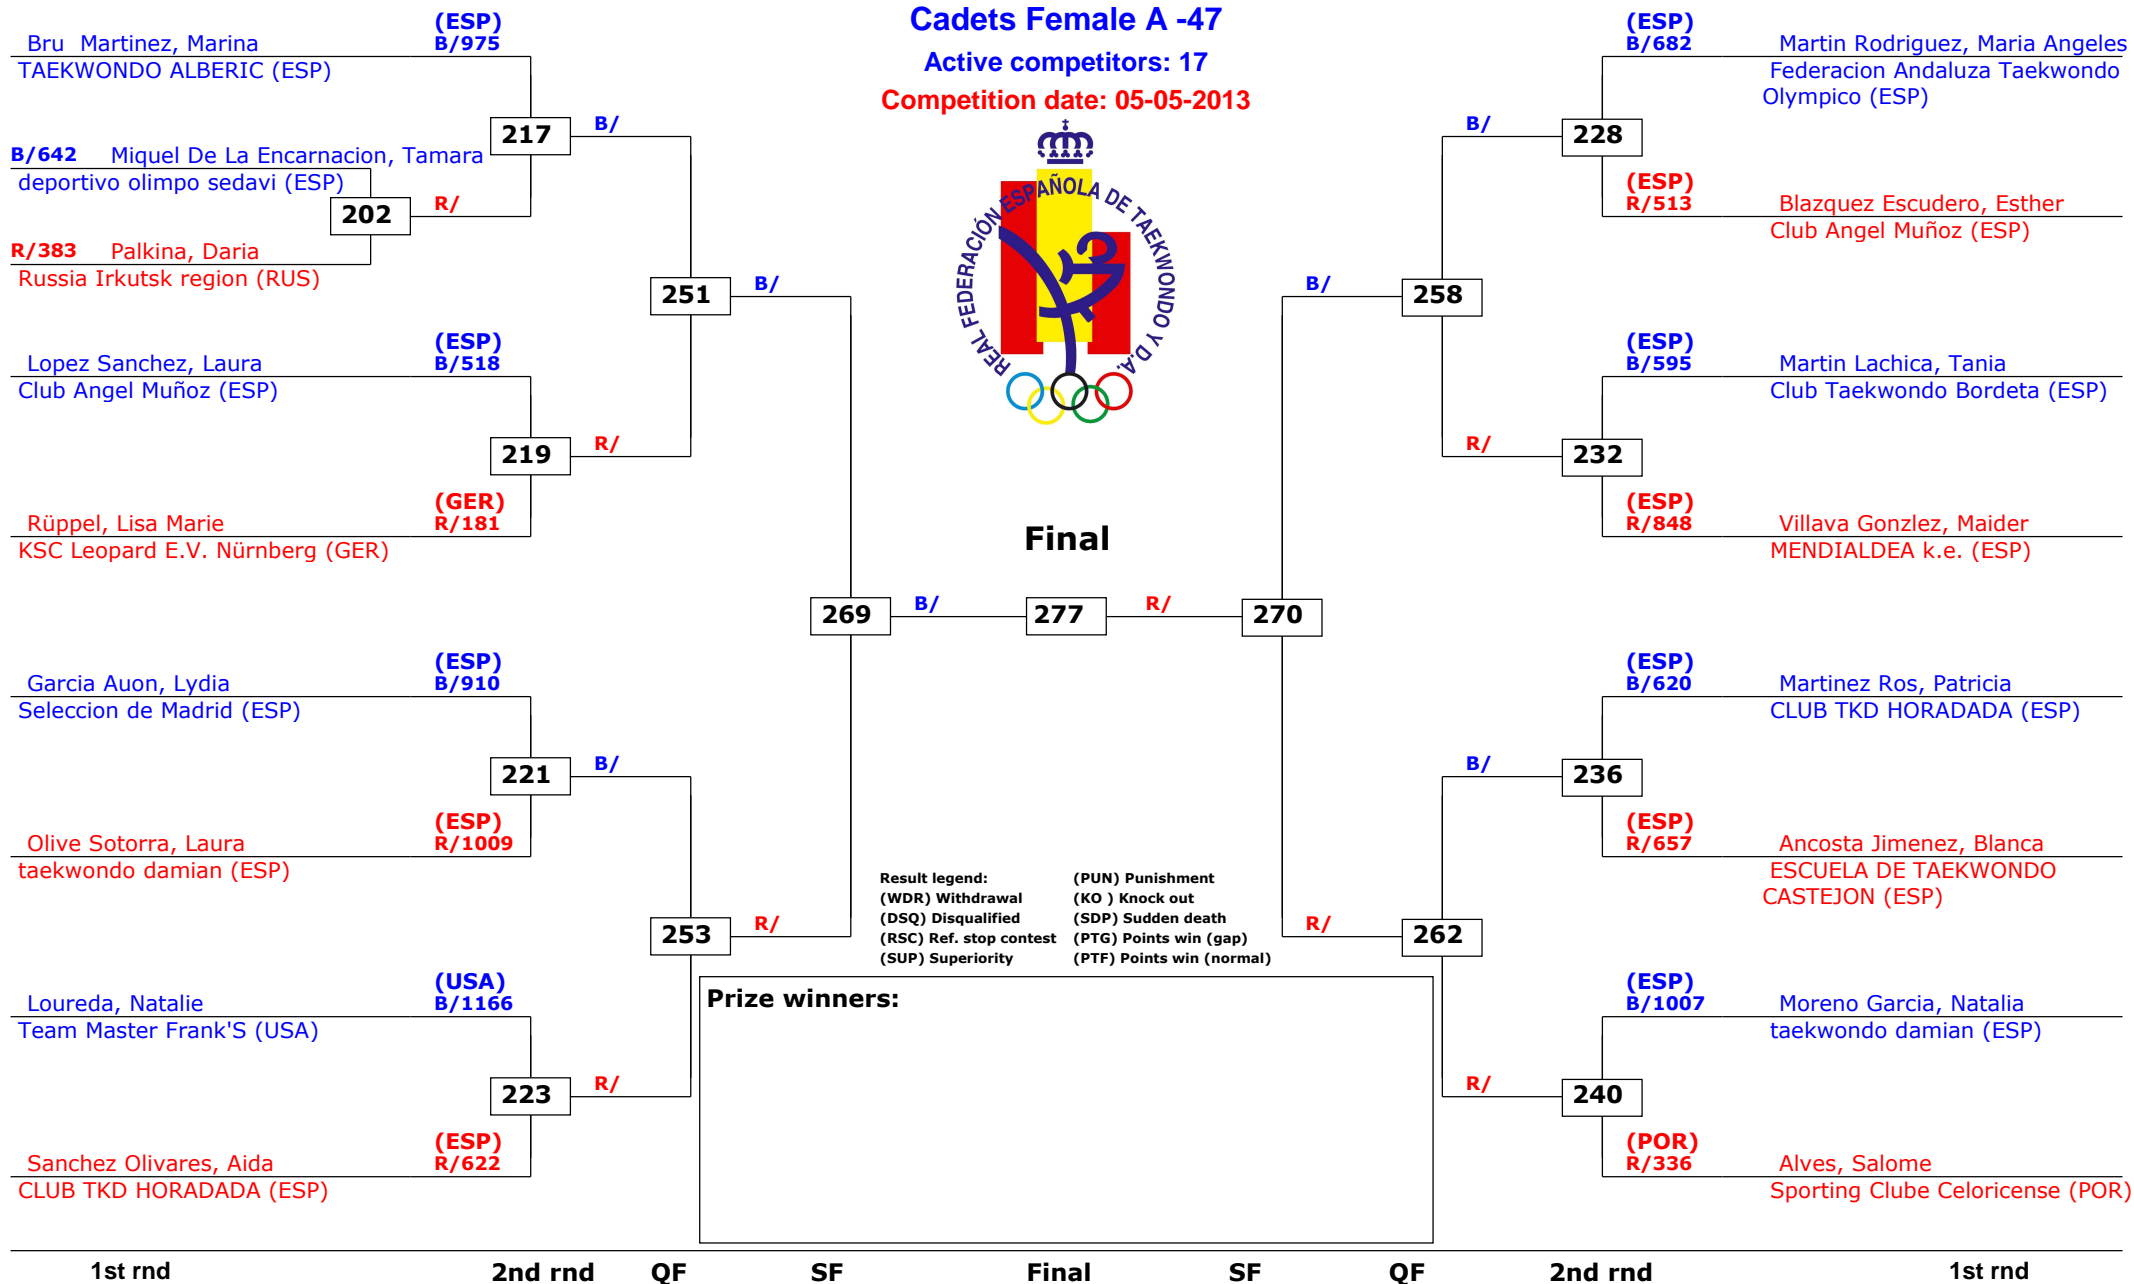 Cadets Female A -47
Active competitors: 17
Competition date: 05-05-2013
REAL FEDERACIÓN ESPAÑOLA DE TAEKWONDO Y D.A.
(ESP)
Bru  Martinez, Marina B/975
TAEKWONDO ALBERIC (ESP)
217 B/
B/642 Miquel De La Encarnacion, Tamara
deportivo olimpo sedavi (ESP)
202 R/
R/383 Palkina, Daria
Russia Irkutsk region (RUS)
251 B/
(ESP)
Lopez Sanchez, Laura B/518
Club Angel Muñoz (ESP)
219 R/
(GER)
Rüppel, Lisa Marie R/181
KSC Leopard E.V. Nürnberg (GER)
269 B/
(ESP)
Garcia Auon, Lydia B/910
Seleccion de Madrid (ESP)
221 B/
(ESP)
Olive Sotorra, Laura R/1009
taekwondo damian (ESP)
253 R/
(USA)
Loureda, Natalie B/1166
Team Master Frank'S (USA)
223 R/
(ESP)
Sanchez Olivares, Aida R/622
CLUB TKD HORADADA (ESP)
Final
277
(ESP)
B/682 Martin Rodriguez, Maria Angeles
Federacion Andaluza Taekwondo
Olympico (ESP)
B/ 228
(ESP)
R/513 Blazquez Escudero, Esther
Club Angel Muñoz (ESP)
B/ 258
(ESP)
B/595 Martin Lachica, Tania
Club Taekwondo Bordeta (ESP)
R/ 232
(ESP)
R/848 Villava Gonzlez, Maider
MENDIALDEA k.e. (ESP)
R/ 270
(ESP)
B/620 Martinez Ros, Patricia
CLUB TKD HORADADA (ESP)
B/ 236
(ESP)
R/657 Ancosta Jimenez, Blanca
ESCUELA DE TAEKWONDO
CASTEJON (ESP)
R/ 262
(ESP)
B/1007 Moreno Garcia, Natalia
taekwondo damian (ESP)
R/ 240
(POR)
R/336 Alves, Salome
Sporting Clube Celoricense (POR)
Result legend: (PUN) Punishment
(WDR) Withdrawal (KO ) Knock out
(DSQ) Disqualified (SDP) Sudden death
(RSC) Ref. stop contest (PTG) Points win (gap)
(SUP) Superiority (PTF) Points win (normal)
Prize winners:
1st rnd 2nd rnd QF SF Final SF QF 2nd rnd 1st rnd